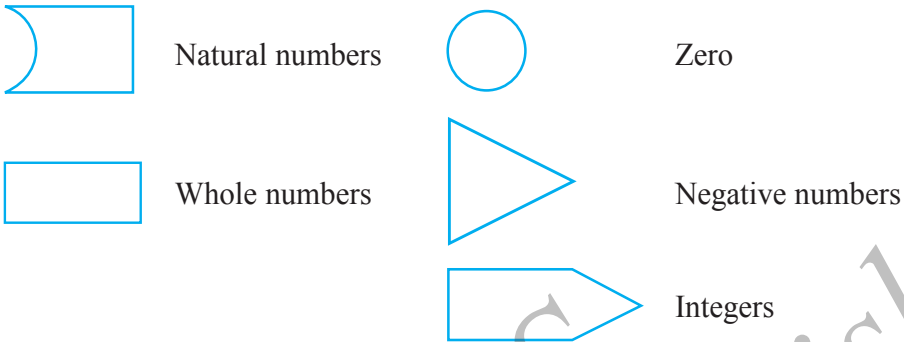 Natural numbers
Zero
Whole numbers
Negative numbers
Integers